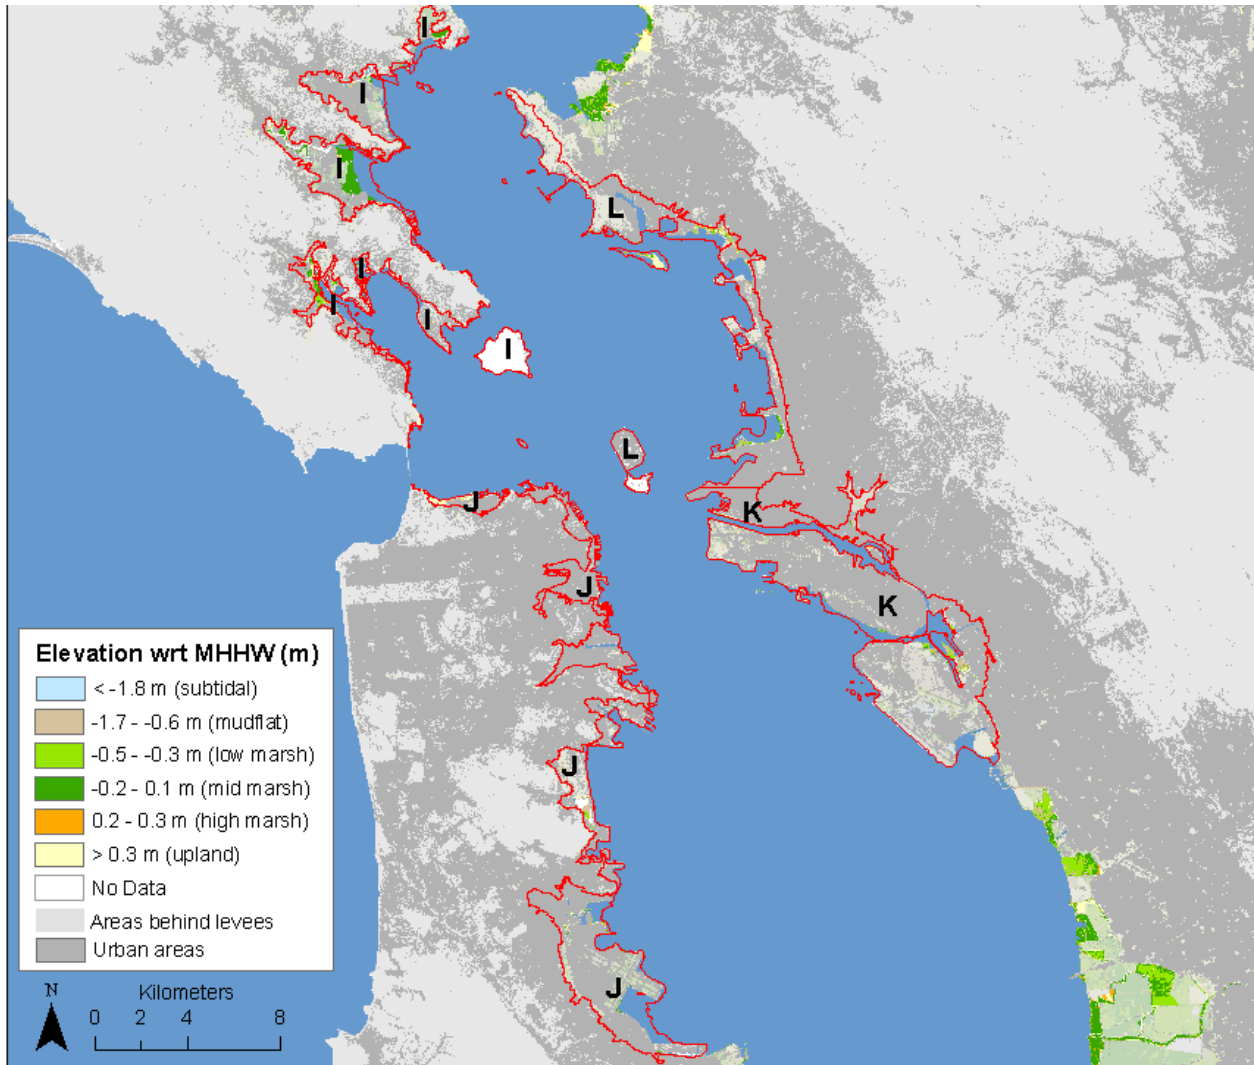 I
I
I
L
I
I
I
I
L
J
K
J
K
J
J
Elevation wrt MHHW (m)
< -1.8 m (subtidal)
-1.7 - -0.6 m (mudflat)
-0.5 - -0.3 m (low marsh)
-0.2 - 0.1 m (mid marsh)
0.2 - 0.3 m (high marsh)
> 0.3 m (upland)
No Data
Areas behind levees
Urban areas
N
Kilometers
0 2 4 8